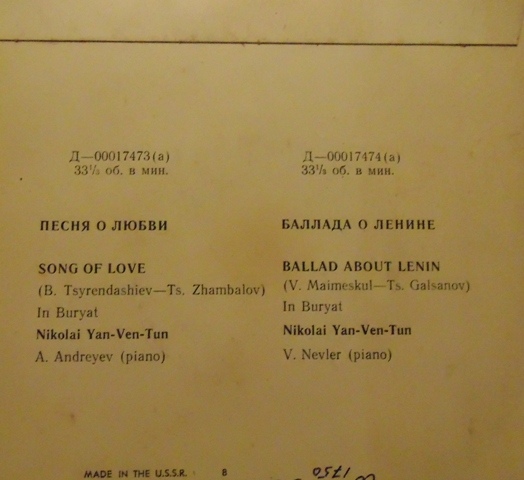 Д—00017473(а)
33⅓ об. в мин.
ПЕСНЯ О ЛЮБВИ
SONG OF LOVE
(B. Tsyrendashiev—Ts. Zhambalov)
In Buryat
Nikolai Yan-Ven-Tun
A. Andreyev (piano)
Д—00017474(а)
33⅓ об. в мин.
БАЛЛАДА О ЛЕНИНЕ
BALLAD ABOUT LENIN
(V. Maimeskul—Ts. Galsanov)
In Buryat
Nikolai Yan-Ven-Tun
V. Nevler (piano)
MADE IN THE U.S.S.R. 8